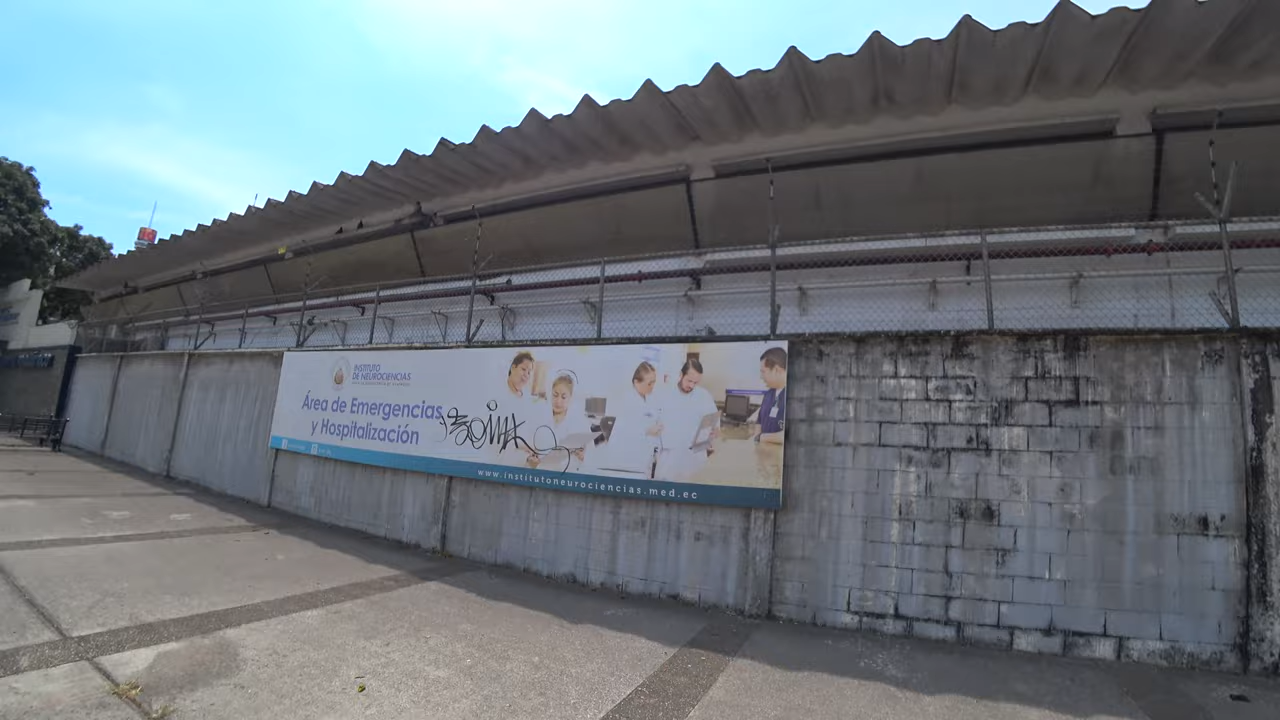 INSTITUTO
DE NEUROCIENCIAS
Área de Emergencias
y Hospitalización
www.institutoneurociencias.med.ec